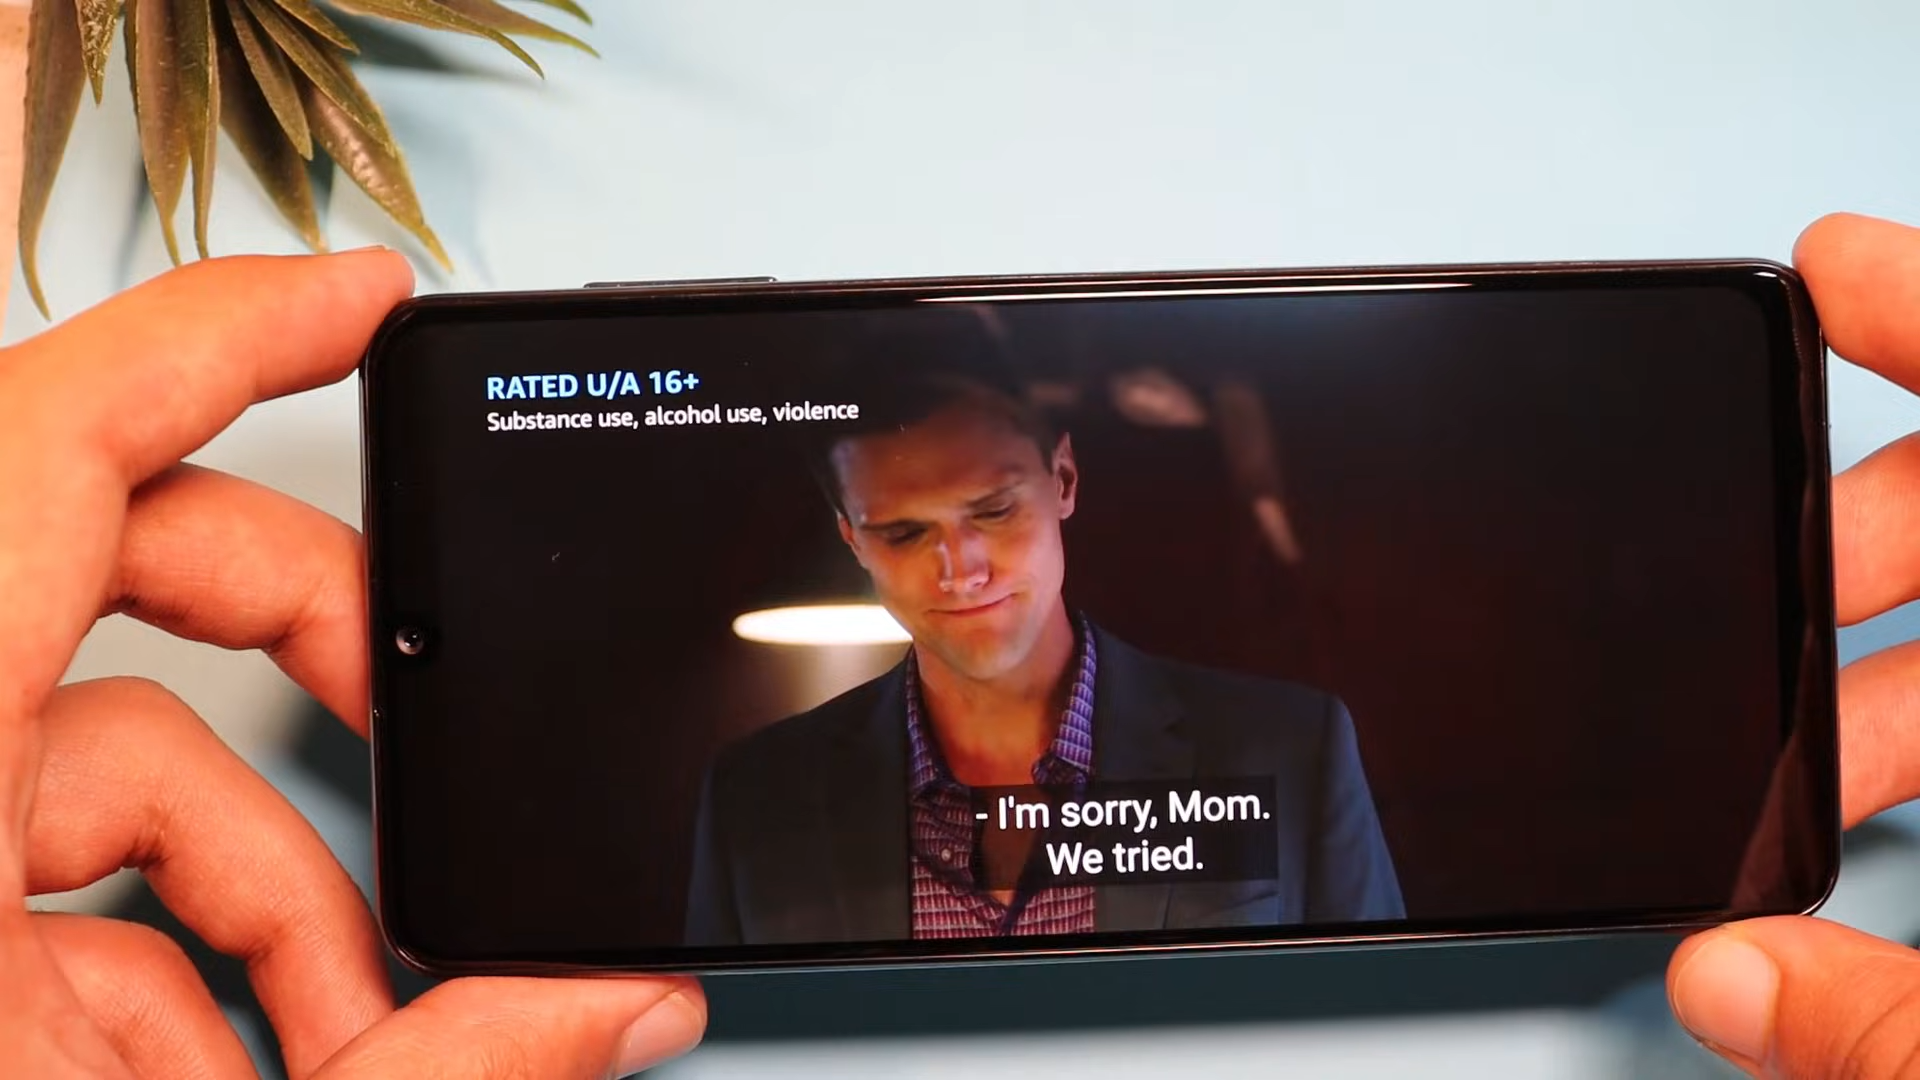 RATED U/A 16+
Substance use, alcohol use, violence
- I'm sorry, Mom.
We tried.